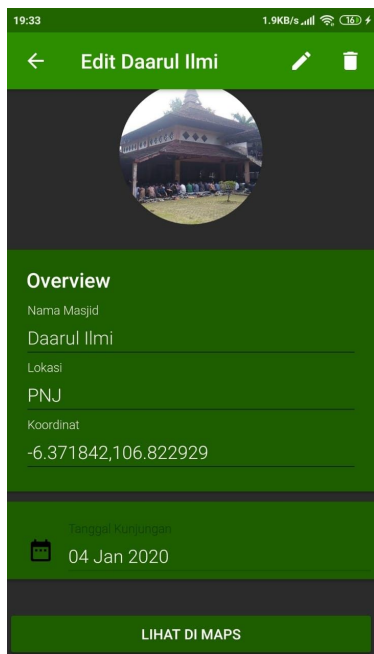 19:33
1.9KB/s
16
Edit Daarul Ilmi
Overview
Nama Masjid
Daarul Ilmi
Lokasi
PNJ
Koordinat
-6.371842,106.822929
Tanggal Kunjungan
04 Jan 2020
LIHAT DI MAPS